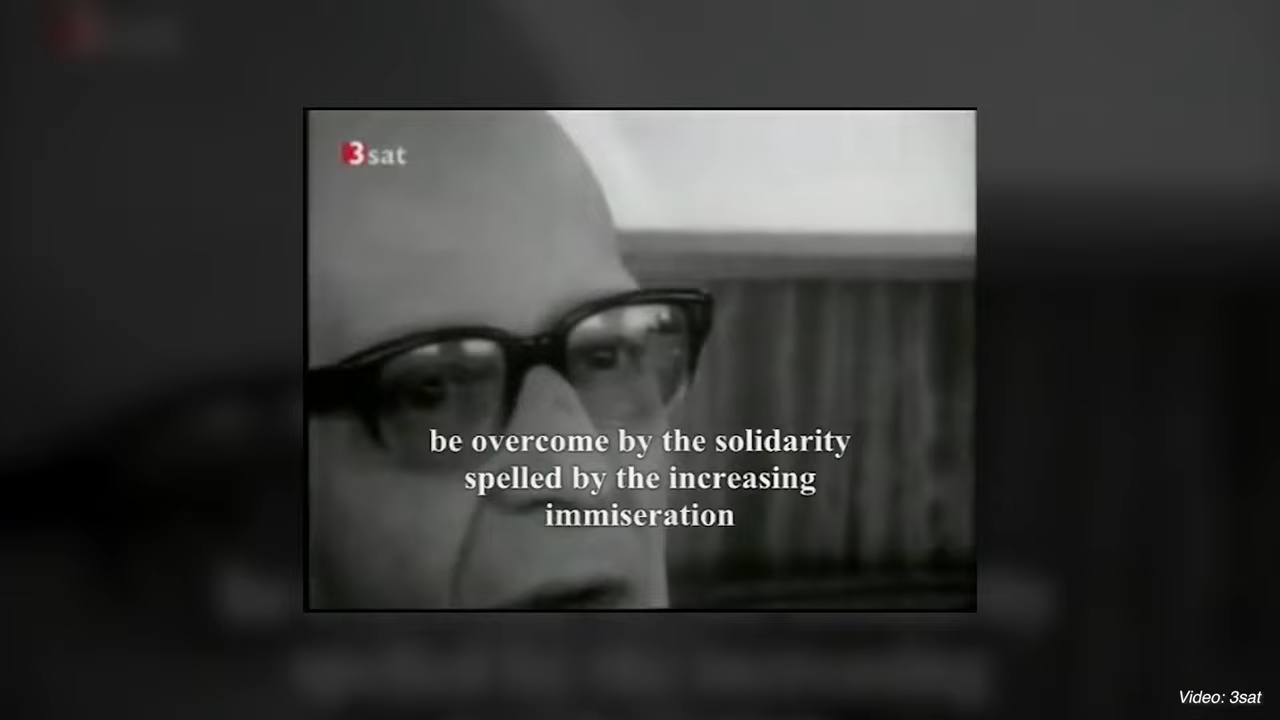 3sat
be overcome by the solidarity
spelled by the increasing
immiseration
Video: 3sat